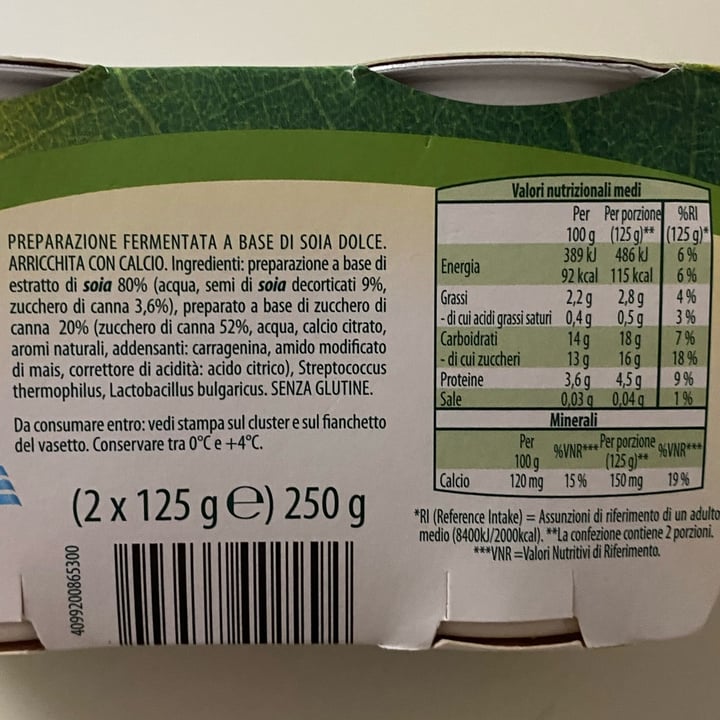 PREPARAZIONE FERMENTATA A BASE DI SOIA DOLCE.
ARRICCHITA CON CALCIO. Ingredienti: preparazione a base di
estratto di soia 80% (acqua, semi di soia decorticati 9%,
zucchero di canna 3,6%), preparato a base di zucchero di
canna 20% (zucchero di canna 52%, acqua, calcio citrato,
aromi naturali, addensanti: carragenina, amido modificato
di mais, correttore di acidità: acido citrico), Streptococcus
thermophilus, Lactobacillus bulgaricus. SENZA GLUTINE.
Da consumare entro: vedi stampa sul cluster e sul fianchetto
del vasetto. Conservare tra 0°C e +4°C.
(2 x 125 g e) 250 g
4099200865300
Valori nutrizionali medi
Per Per porzione %RI
100 g (125 g)** (125 g)*
Energia 389 kJ 486 kJ 6 %
92 kcal 115 kcal 6 %
Grassi 2,2 g 2,8 g 4 %
- di cui acidi grassi saturi 0,4 g 0,5 g 3 %
Carboidrati 14 g 18 g 7 %
- di cui zuccheri 13 g 16 g 18 %
Proteine 3,6 g 4,5 g 9 %
Sale 0,03 g 0,04 g 1 %
Minerali
Per 100 g %VNR*** Per porzione (125 g)** %VNR***
Calcio 120 mg 15 % 150 mg 19 %
*RI (Reference Intake) = Assunzioni di riferimento di un adulto
medio (8400kJ/2000kcal). **La confezione contiene 2 porzioni.
***VNR =Valori Nutritivi di Riferimento.